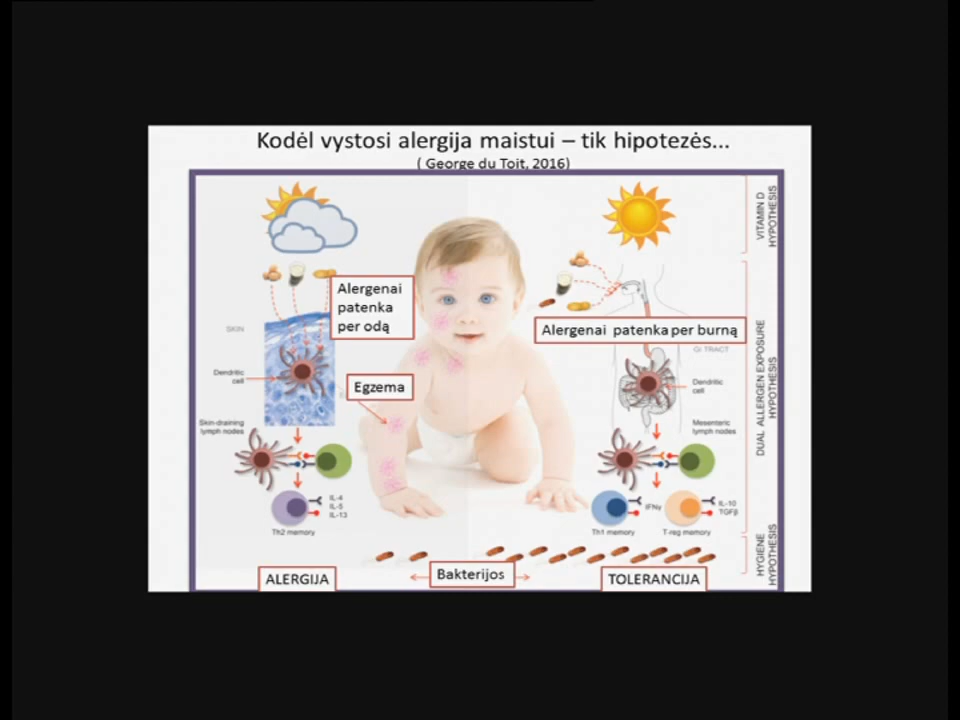 Kodėl vystosi alergija maistui – tik hipotezės...
( George du Toit, 2016)
Alergenai
patenka
per odą
SKIN
Dendritic
cell
Egzema
Skin-draining
lymph nodes
IL-4
IL-5
IL-13
Th2 memory
ALERGIJA
Bakterijos
Alergenai patenka per burną
GI TRACT
Dendritic
cell
Mesenteric
lymph nodes
IFNγ
IL-10
TGFβ
Th1 memory
T-reg memory
TOLERANCIJA
VITAMIN D
HYPOTHESIS
DUAL ALLERGEN EXPOSURE
HYPOTHESIS
HYGIENE
HYPOTHESIS